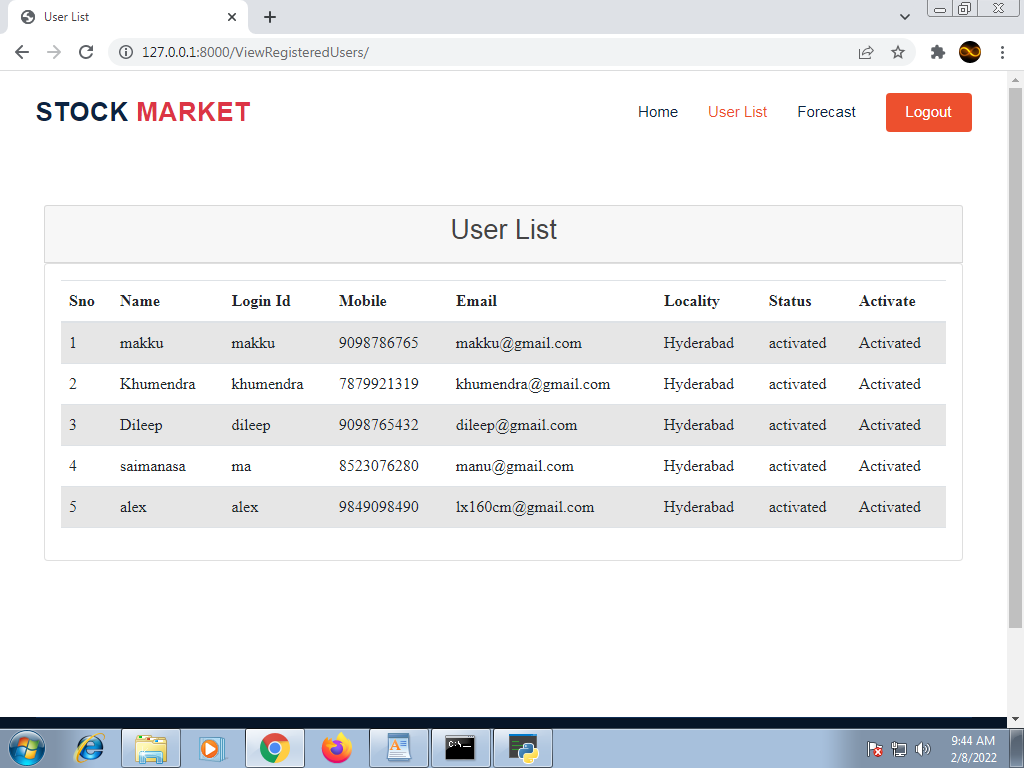 User List
127.0.0.1:8000/ViewRegisteredUsers/
STOCK MARKET Home User List Forecast Logout
User List
Sno Name Login Id Mobile Email Locality Status Activate
1 makku makku 9098786765 makku@gmail.com Hyderabad activated Activated
2 Khumendra khumendra 7879921319 khumendra@gmail.com Hyderabad activated Activated
3 Dileep dileep 9098765432 dileep@gmail.com Hyderabad activated Activated
4 saimanasa ma 8523076280 manu@gmail.com Hyderabad activated Activated
5 alex alex 9849098490 lx160cm@gmail.com Hyderabad activated Activated
9:44 AM
2/8/2022